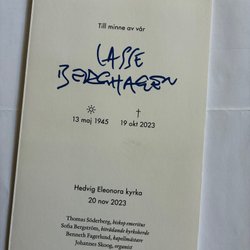 Till minne av vår
LASSE
BERGHAGEN
13 maj 1945 19 okt 2023
Hedvig Eleonora kyrka
20 nov 2023
Thomas Söderberg, biskop emeritus
Sofia Bergström, biträdande kyrkoherde
Benneth Fagerlund, kapellmästare
Johannes Skoog, organist